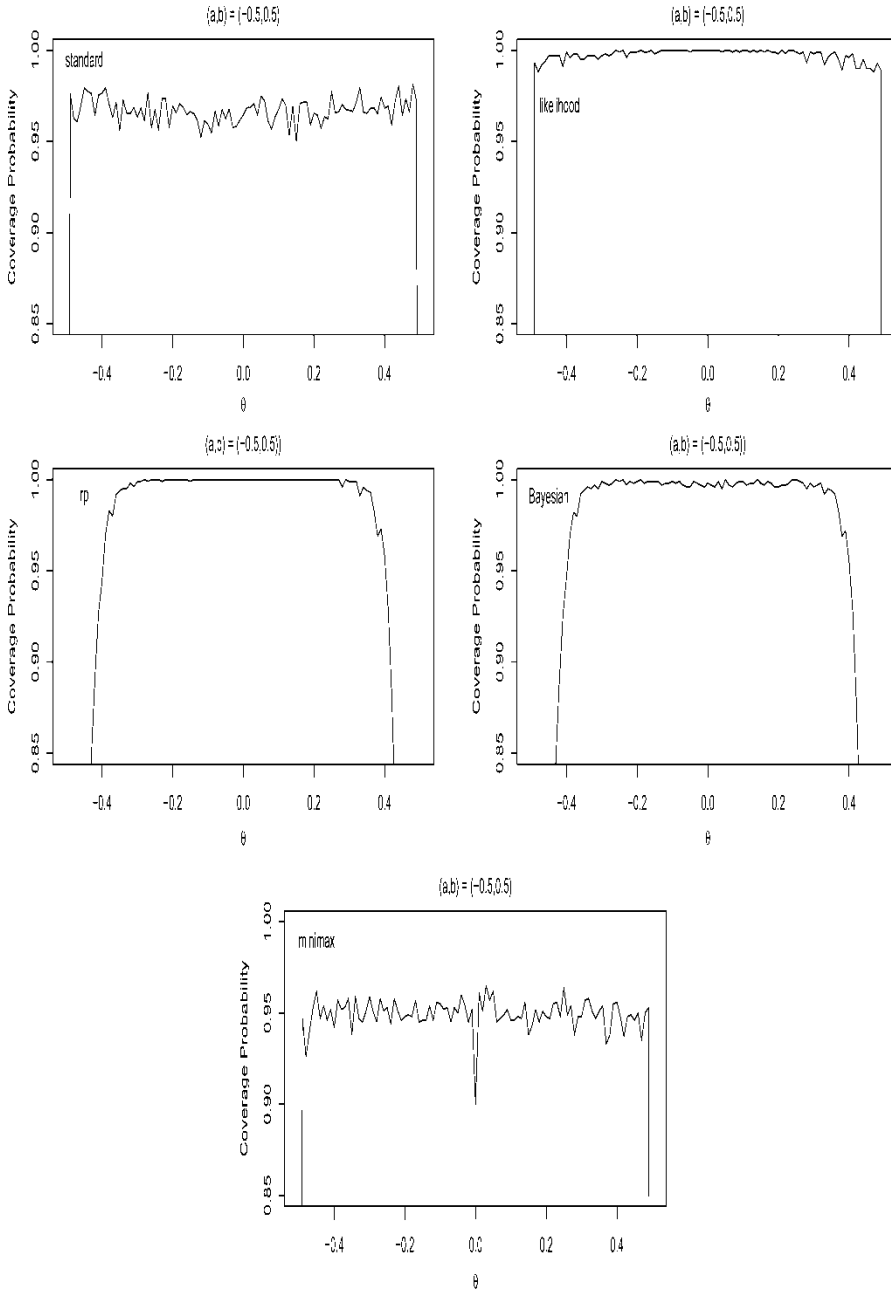 (a,b) = (−0.5,0.5)
standard
Coverage Probability
1.00
0.95
0.90
0.85
−0.4 −0.2 0.0 0.2 0.4
θ
(a,b) = (−0.5,0.5)
like ihood
Coverage Probability
1.00
0.95
0.90
0.85
−0.4 −0.2 0.0 0.2 0.4
θ
(a,b) = (−0.5,0.5))
rp
Coverage Probability
1.00
0.95
0.90
0.85
−0.4 −0.2 0.0 0.2 0.4
θ
(a,b) = (−0.5,0.5))
Bayesian
Coverage Probability
1.00
0.95
0.90
0.85
−0.4 −0.2 0.0 0.2 0.4
θ
(a,b) = (−0.5,0.5)
minimax
Coverage Probability
1.00
0.95
0.90
0.85
−0.4 −0.2 0.0 0.2 0.4
θ